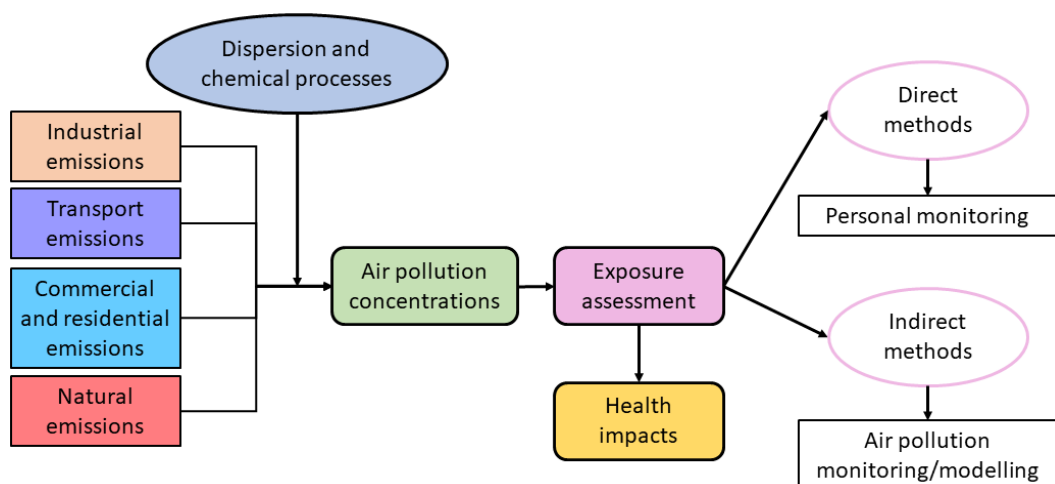 Dispersion and
chemical processes
Industrial
emissions
Transport
emissions
Commercial
and residential
emissions
Natural
emissions
Air pollution
concentrations
Exposure
assessment
Health
impacts
Direct
methods
Personal monitoring
Indirect
methods
Air pollution
monitoring/modelling